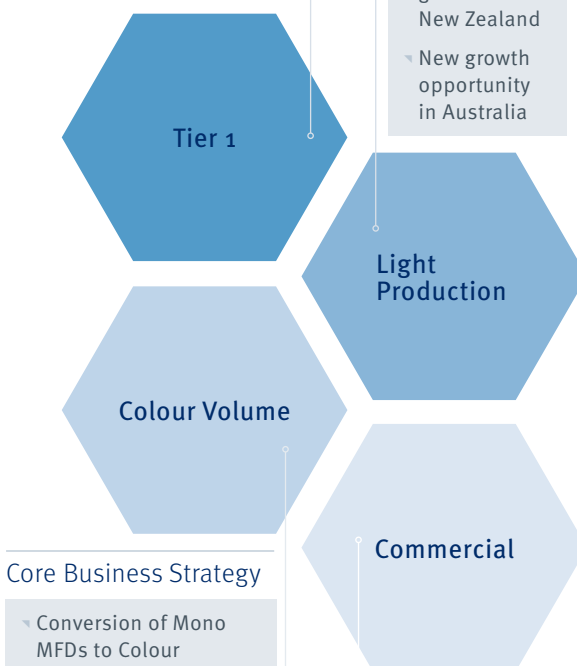 New Zealand
New growth
opportunity
in Australia
Tier 1
Light
Production
Colour Volume
Commercial
Core Business Strategy
Conversion of Mono
MFDs to Colour